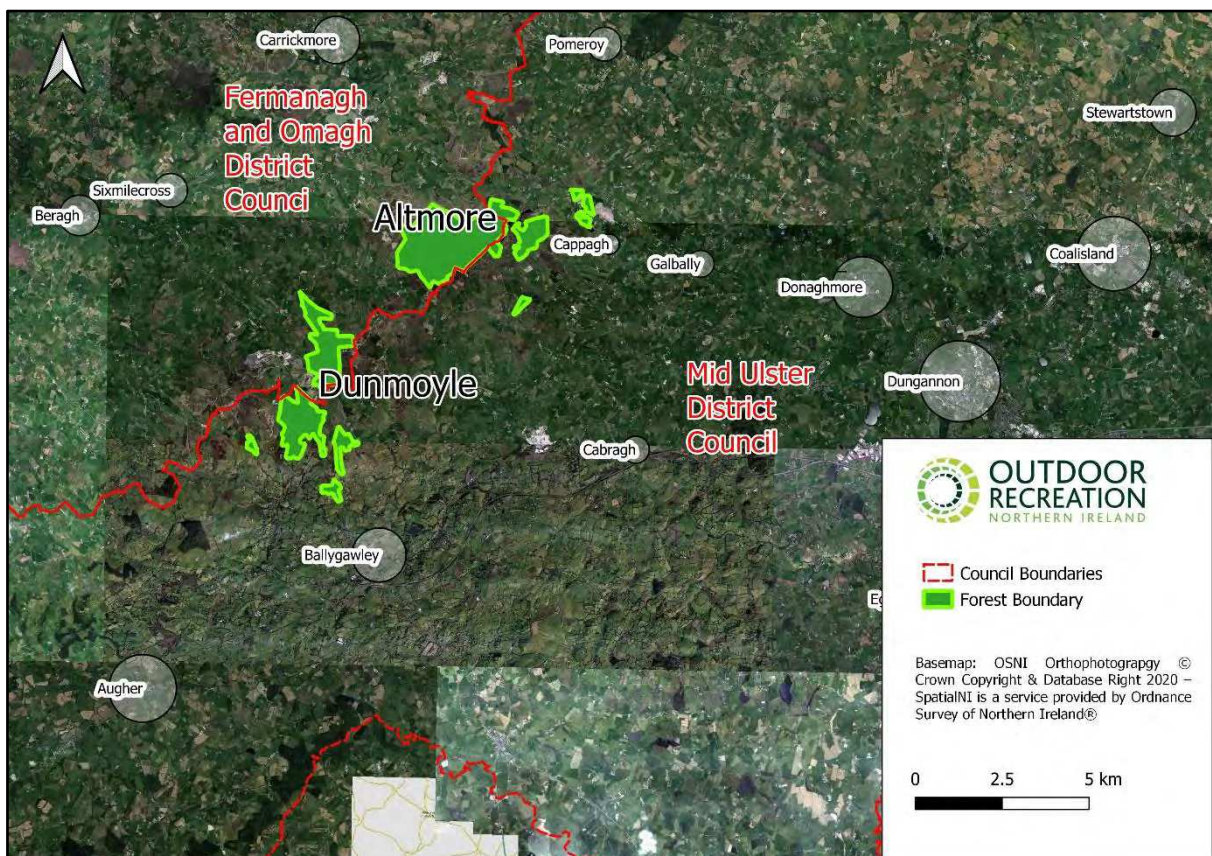 Carrickmore
Pomeroy
Fermanagh
and Omagh
District
Counci
Stewartstown
Sixmilecross
Beragh
Altmore
Cappagh
Galbally
Coalisland
Donaghmore
Dunmoyle
Mid Ulster
District
Council
Dungannon
Cabragh
Ballygawley
Augher
OUTDOOR
RECREATION
NORTHERN IRELAND
Council Boundaries
Forest Boundary
Basemap: OSNI Orthophotograpgy ©
Crown Copyright & Database Right 2020 –
SpatialNI is a service provided by Ordnance
Survey of Northern Ireland®
0 2.5 5 km